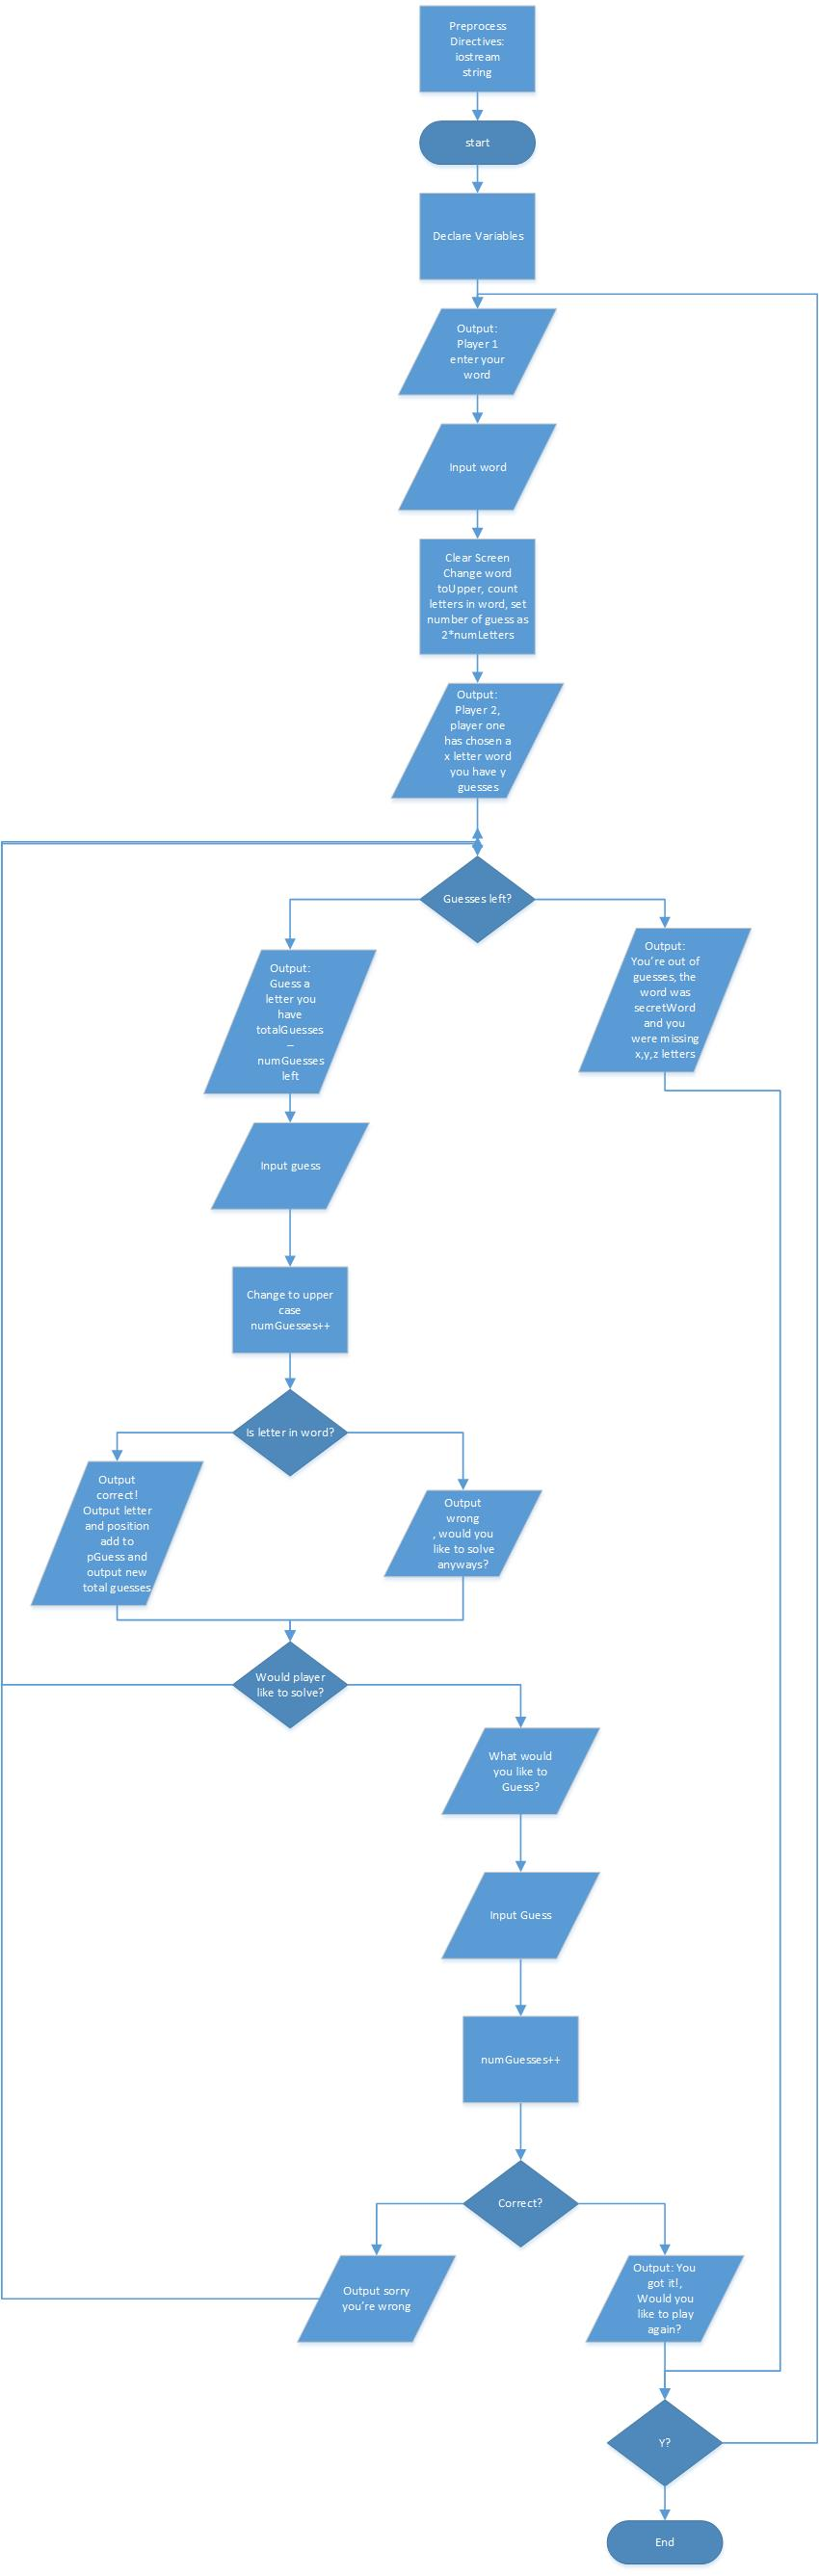 Preprocess
Directives:
iostream
string
start
Declare Variables
Output:
Player 1
enter your
word
Input word
Clear Screen
Change word
toUpper, count
letters in word, set
number of guess as
2*numLetters
Output:
Player 2,
player one
has chosen a
x letter word
you have y
guesses
Guesses left?
Output:
Guess a
letter you
have
totalGuesses
–
numGuesses
left
Output:
You're out of
guesses, the
word was
secretWord
and you
were missing
x,y,z letters
Input guess
Change to upper
case
numGuesses++
Is letter in word?
Output
correct!
Output letter
and position
add to
pGuess and
output new
total guesses
Output
wrong
, would you
like to solve
anyways?
Would player
like to solve?
What would
you like to
Guess?
Input Guess
numGuesses++
Correct?
Output sorry
you're wrong
Output: You
got it!,
Would you
like to play
again?
Y?
End